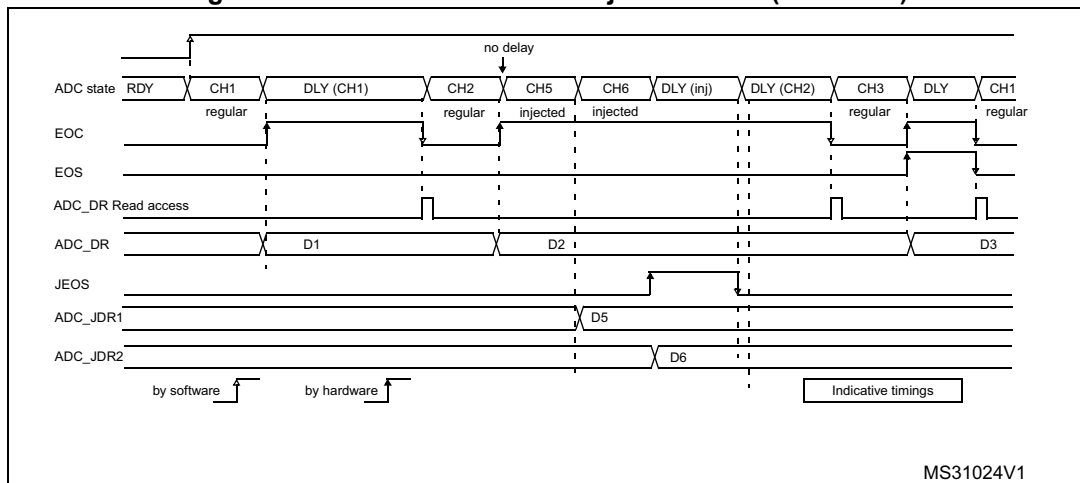 no delay
ADC state RDY CH1 DLY (CH1) CH2 CH5 CH6 DLY (inj) DLY (CH2) CH3 DLY CH1
regular regular injected injected regular regular
EOC
EOS
ADC_DR Read access
ADC_DR D1 D2 D3
JEOS
ADC_JDR1 D5
ADC_JDR2 D6
by software by hardware Indicative timings
MS31024V1